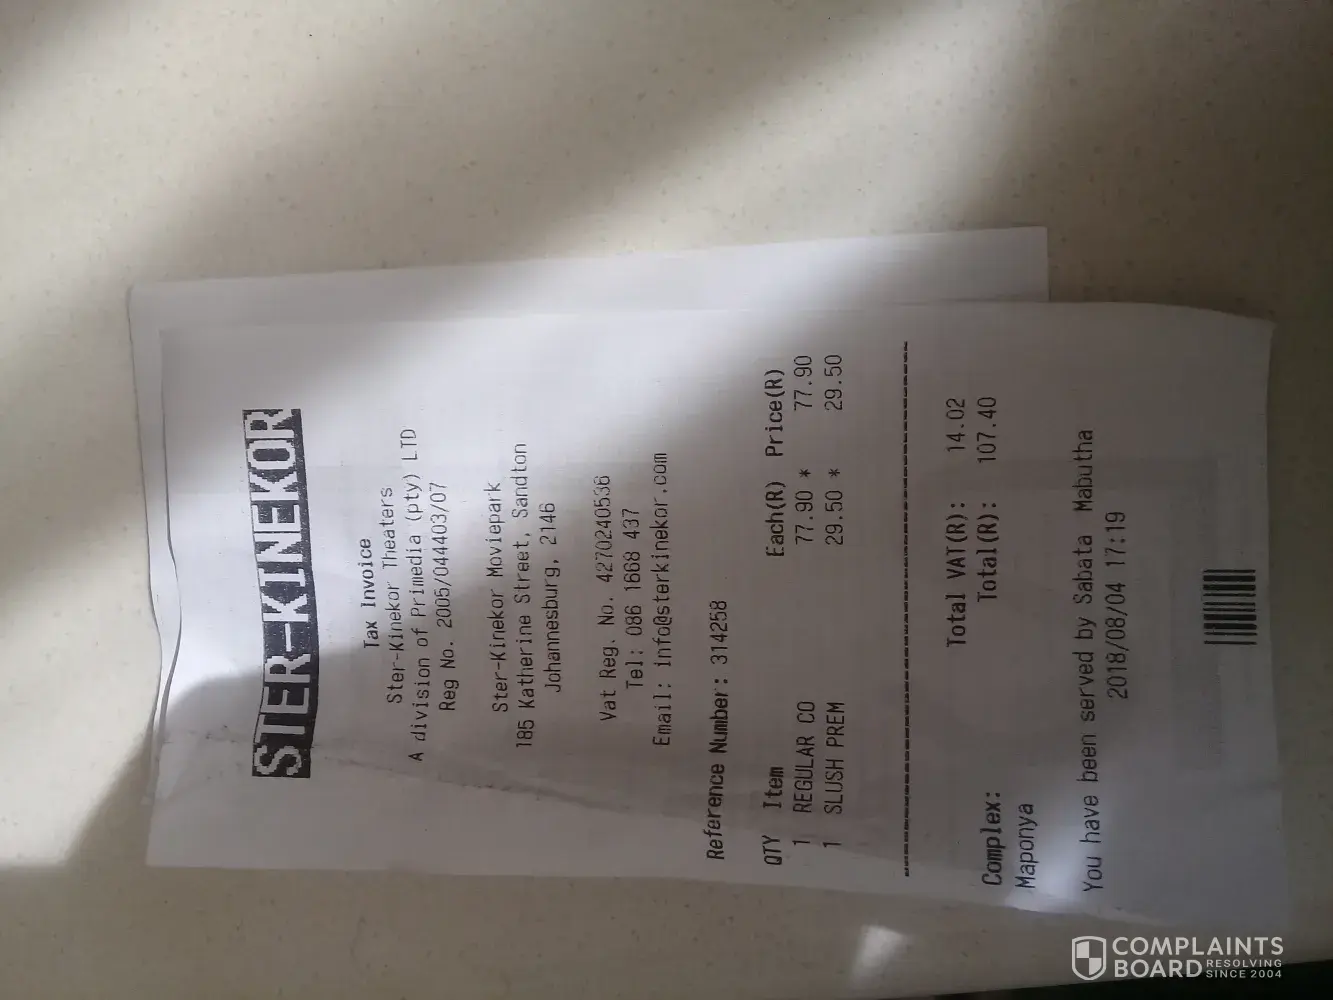 STER-KINEKOR
Tax Invoice
Ster-Kinekor Theaters
A division of Primedia (pty) LTD
Reg No. 2005/044403/07
Ster-Kinekor Moviepark
185 Katherine Street, Sandton
Johannesburg, 2146
Vat Reg. No. 4270240536
Tel: 086 1668 437
Email: info@sterkinekor.com
Reference Number: 314258
QTY Item Each(R) Price(R)
1 REGULAR CO 77.90 * 77.90
1 SLUSH PREM 29.50 * 29.50
Total VAT(R): 14.02
Total(R): 107.40
Complex:
Maponya
You have been served by Sabata Mabutha
2018/08/04 17:19
COMPLAINTS
BOARD RESOLVING
SINCE 2004